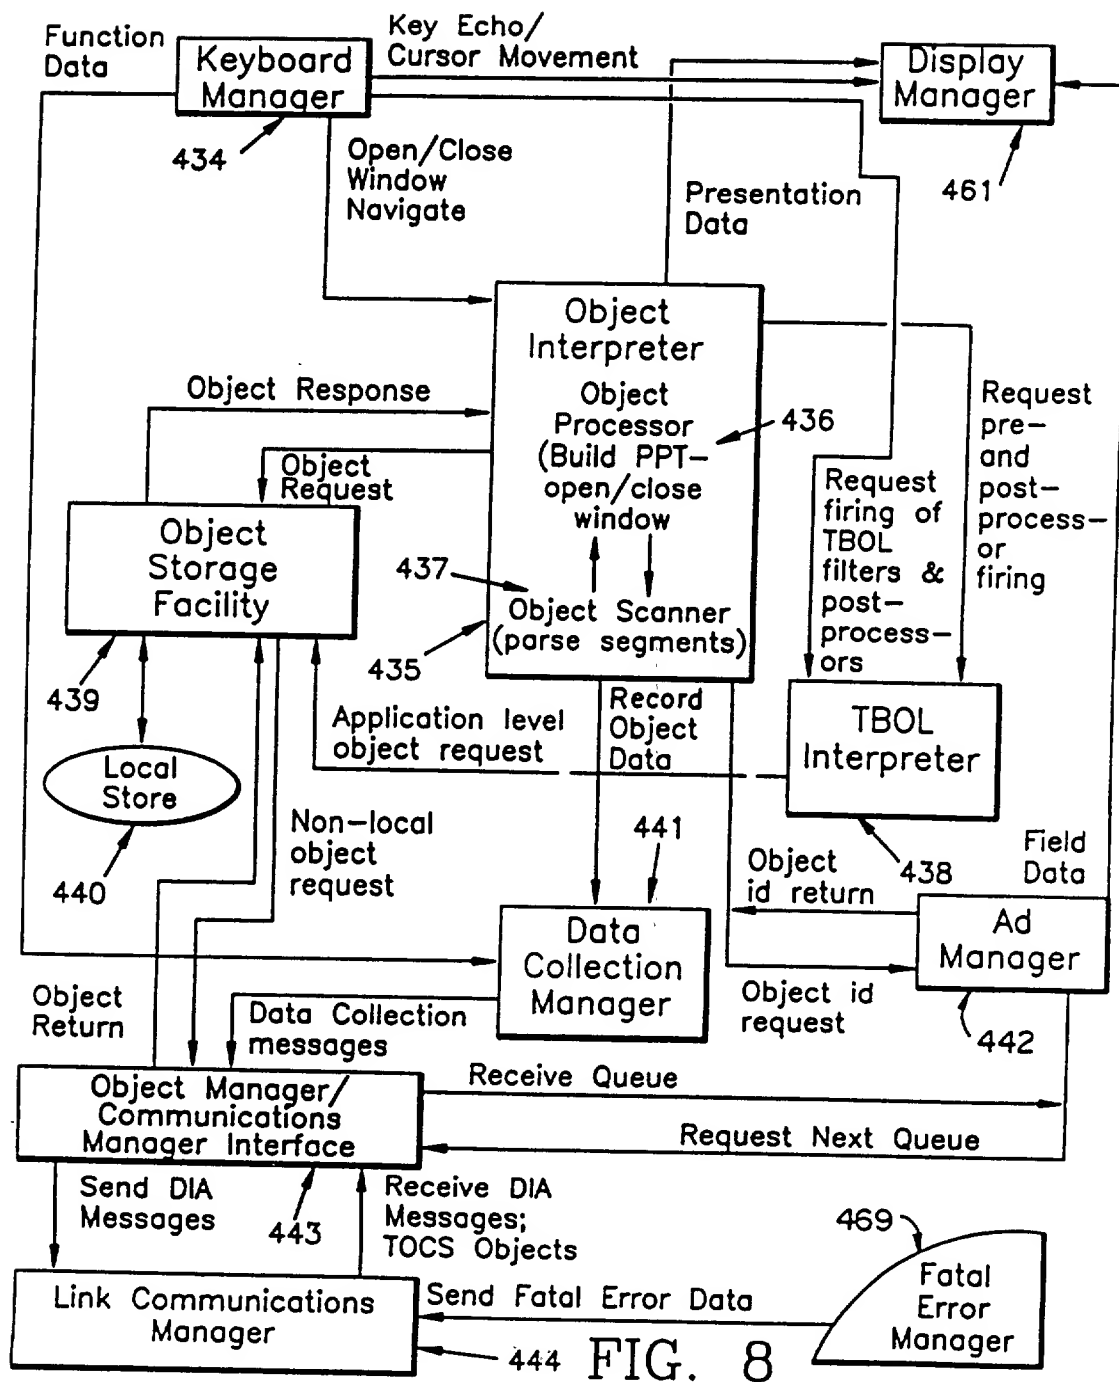 Function
Data
Keyboard
Manager
434
Key Echo/
Cursor Movement
Display
Manager
461
Open/Close
Window
Navigate
Presentation
Data
Object
Interpreter
Object
Processor
(Build PPT-
open/close
window
436
437
Object Scanner
(parse segments)
435
Object Response
Object
Request
Object
Storage
Facility
439
Local
Store
440
Request
firing of
TBOL
filters &
post-
process-
ors
Request
pre-
and
post-
process-
or
firing
Application level
object request
Record
Object
Data
TBOL
Interpreter
438
Non-local
object
request
441
Data
Collection
Manager
Object
id return
Field
Data
Ad
Manager
442
Object id
request
Object
Return
Data Collection
messages
Object Manager/
Communications
Manager Interface
443
Receive Queue
Request Next Queue
Send DIA
Messages
Receive DIA
Messages;
TOCS Objects
469
Fatal
Error
Manager
Link Communications
Manager
Send Fatal Error Data
444
FIG. 8